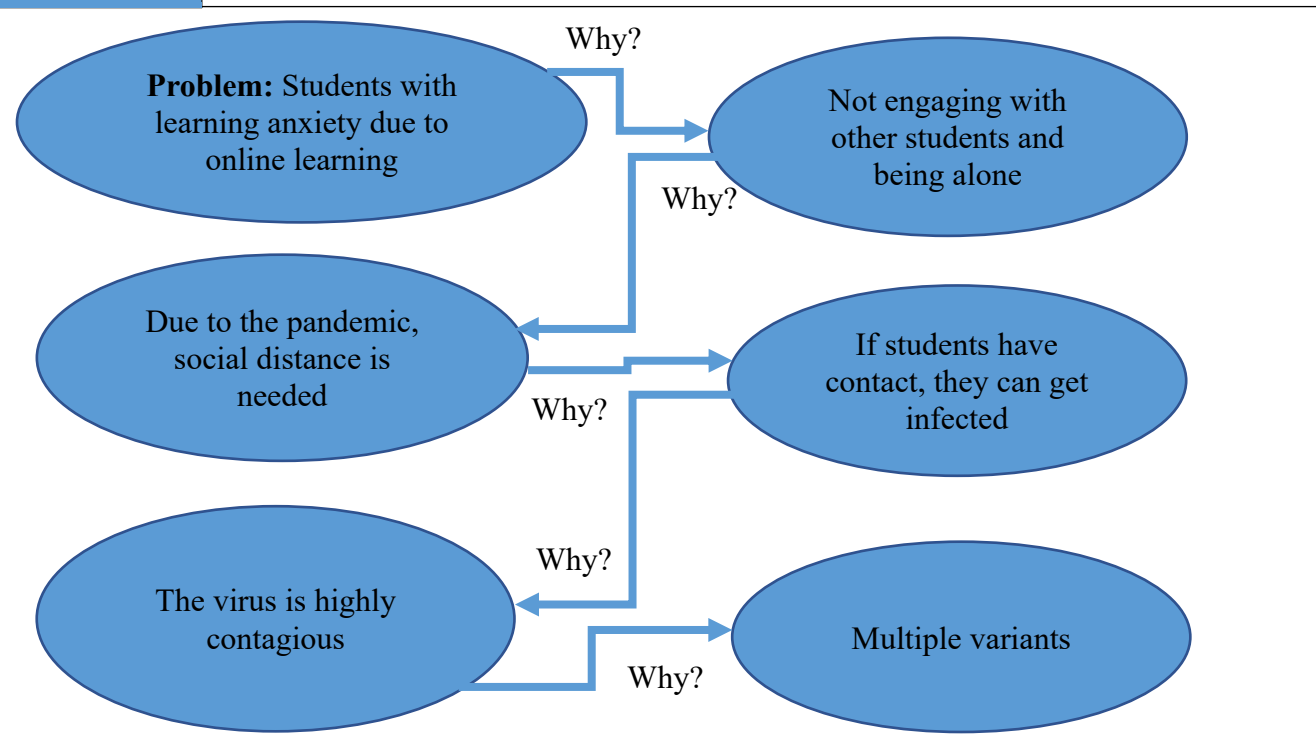 Why?
Problem: Students with
learning anxiety due to
online learning
Not engaging with
other students and
being alone
Why?
Due to the pandemic,
social distance is
needed
Why?
If students have
contact, they can get
infected
Why?
The virus is highly
contagious
Why?
Multiple variants